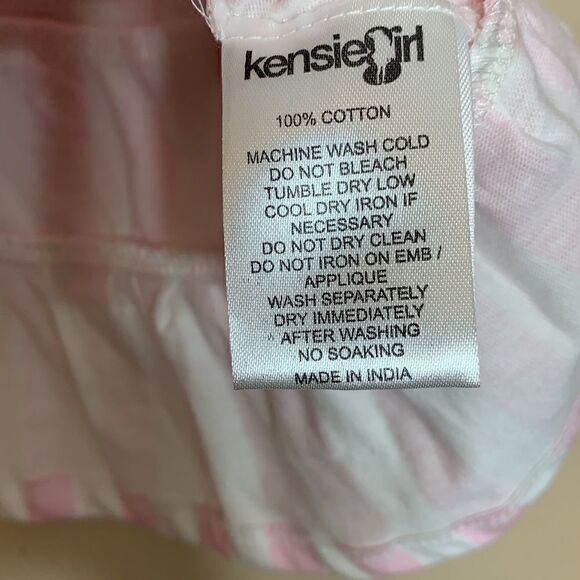 kensieGirl
100% COTTON
MACHINE WASH COLD
DO NOT BLEACH
TUMBLE DRY LOW
COOL DRY IRON IF
NECESSARY
DO NOT DRY CLEAN
DO NOT IRON ON EMB /
APPLIQUE
WASH SEPARATELY
DRY IMMEDIATELY
AFTER WASHING
NO SOAKING
MADE IN INDIA